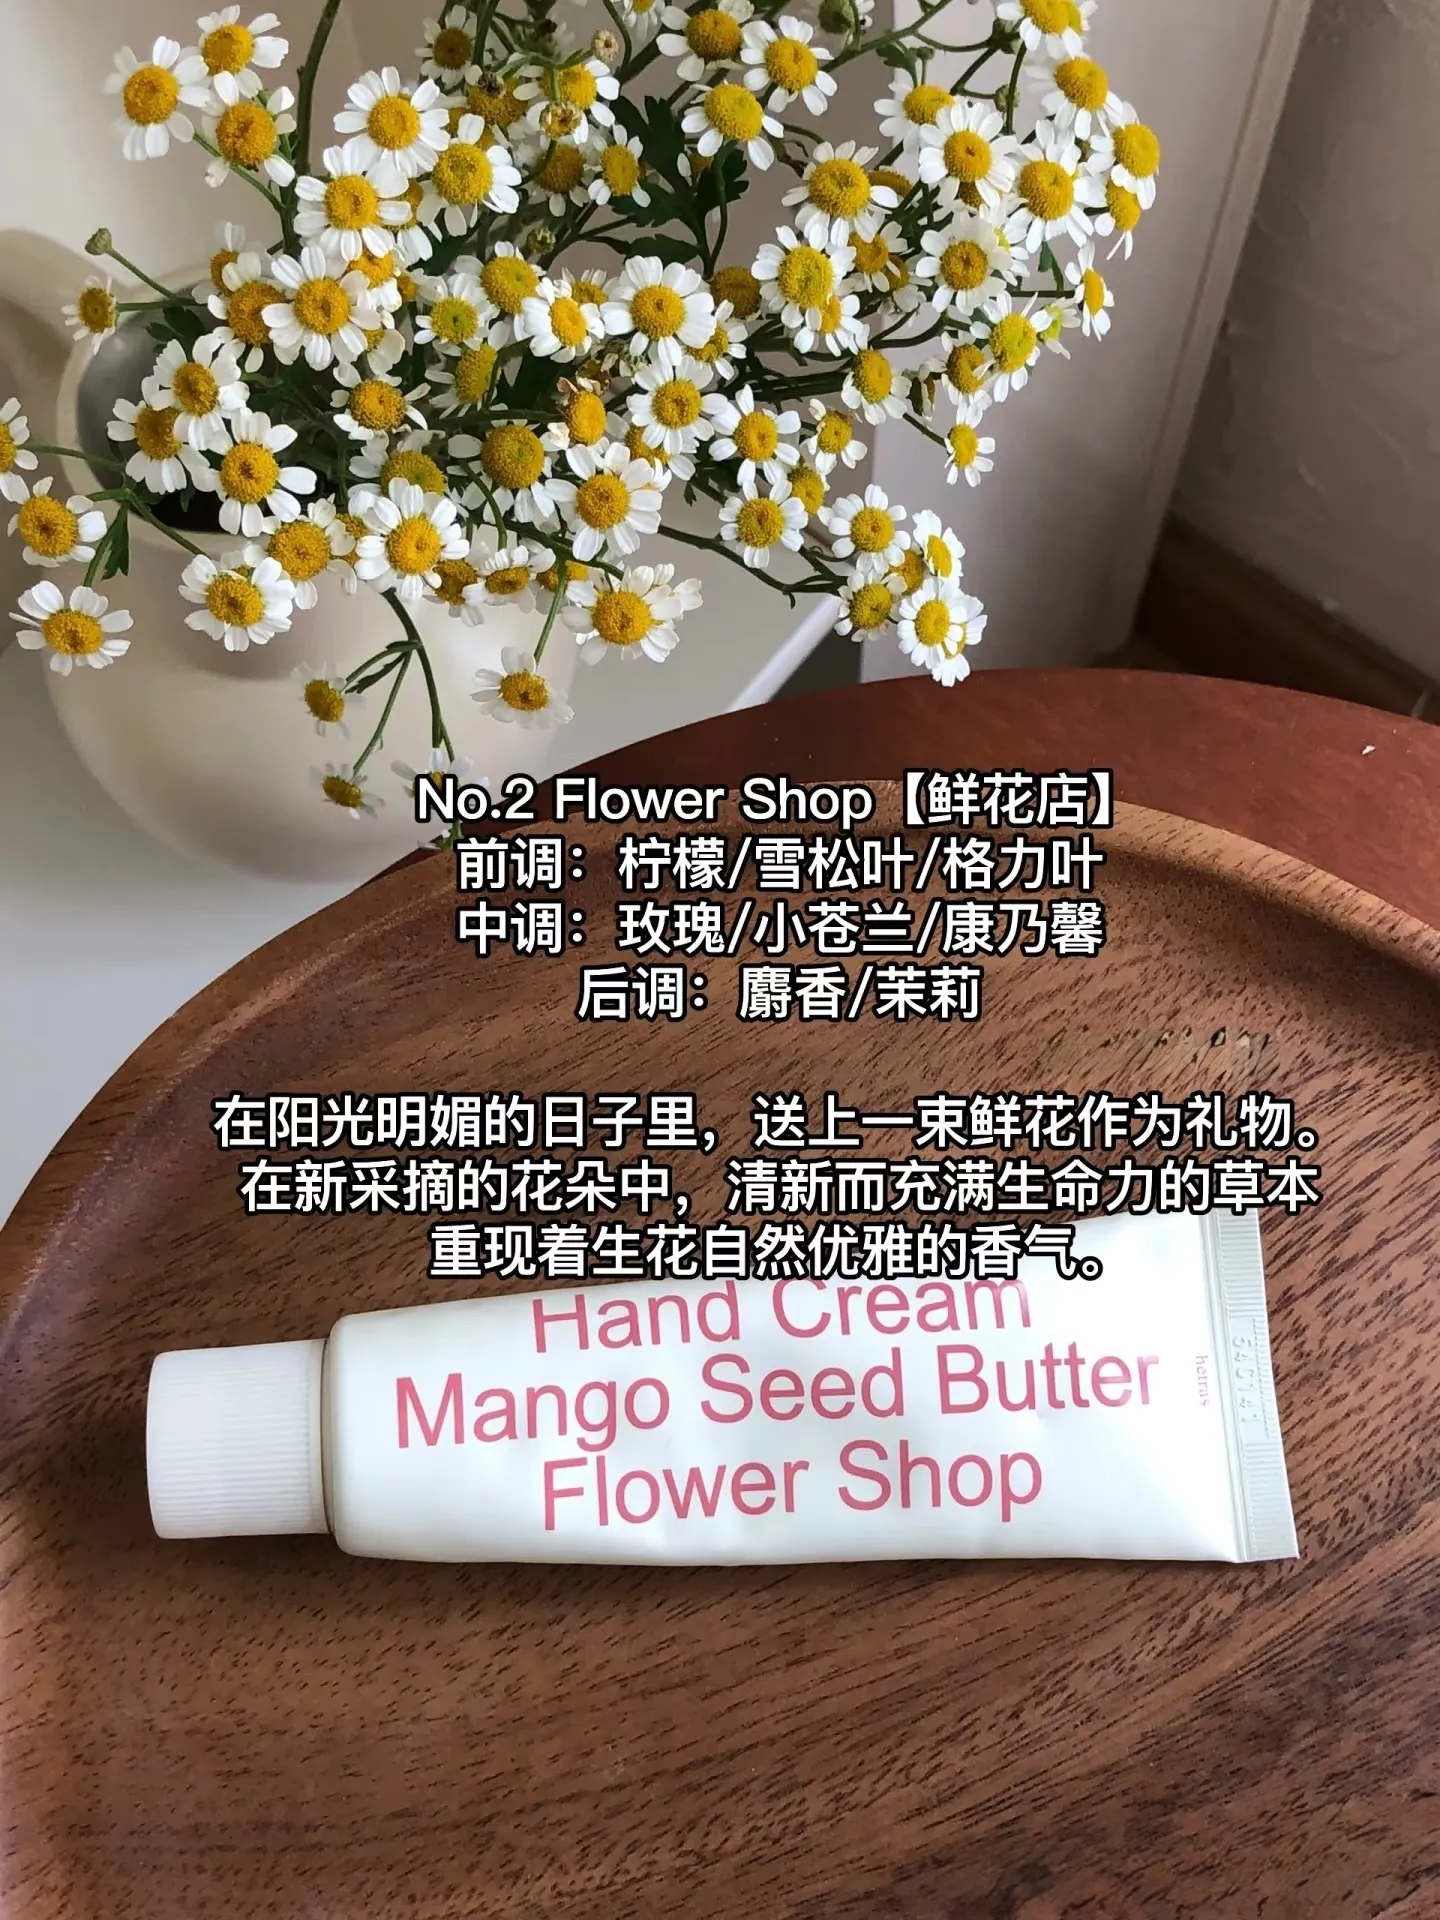 No.2 Flower Shop【鲜花店】
前调：柠檬/雪松叶/格力叶
中调：玫瑰/小苍兰/康乃馨
后调：麝香/茉莉
在阳光明媚的日子里，送上一束鲜花作为礼物。
在新采摘的花朵中，清新而充满生命力的草本
重现着生花自然优雅的香气。
Hand Cream
Mango Seed Butter
Flower Shop
hetras